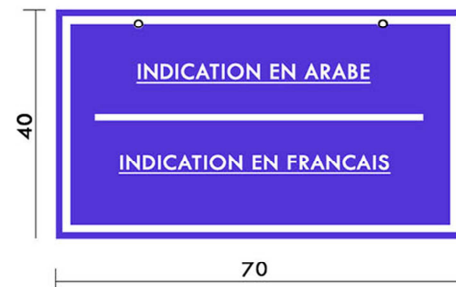 INDICATION EN ARABE
40
INDICATION EN FRANCAIS
70